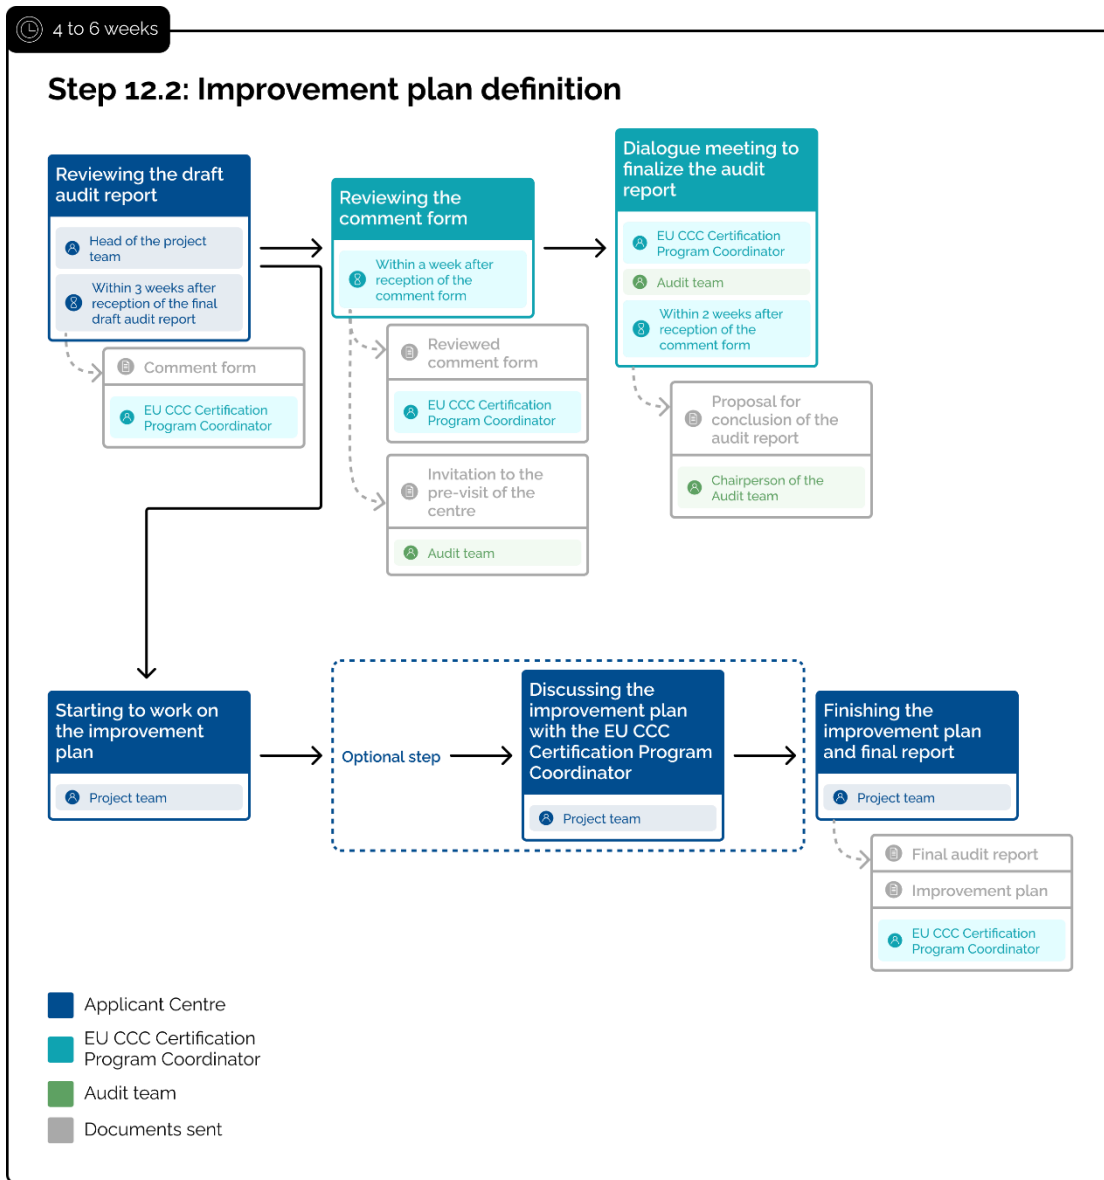 4 to 6 weeks
Step 12.2: Improvement plan definition
Reviewing the draft
audit report
Head of the project
team
Within 3 weeks after
reception of the final
draft audit report
Comment form
EU CCC Certification
Program Coordinator
Reviewing the
comment form
Within a week after
reception of the
comment form
Reviewed
comment form
EU CCC Certification
Program Coordinator
Invitation to the
pre-visit of the
centre
Audit team
Dialogue meeting to
finalize the audit
report
EU CCC Certification
Program Coordinator
Audit team
Within 2 weeks after
reception of the
comment form
Proposal for
conclusion of the
audit report
Chairperson of the
Audit team
Starting to work on
the improvement
plan
Project team
Optional step
Discussing the
improvement plan
with the EU CCC
Certification Program
Coordinator
Project team
Finishing the
improvement plan
and final report
Project team
Final audit report
Improvement plan
EU CCC Certification
Program Coordinator
Applicant Centre
EU CCC Certification
Program Coordinator
Audit team
Documents sent